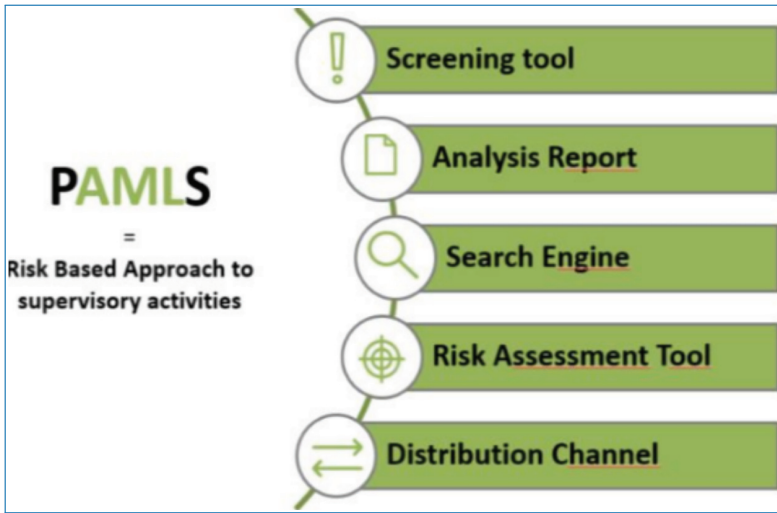 PAMLS
=
Risk Based Approach to
supervisory activities
Screening tool
Analysis Report
Search Engine
Risk Assessment Tool
Distribution Channel